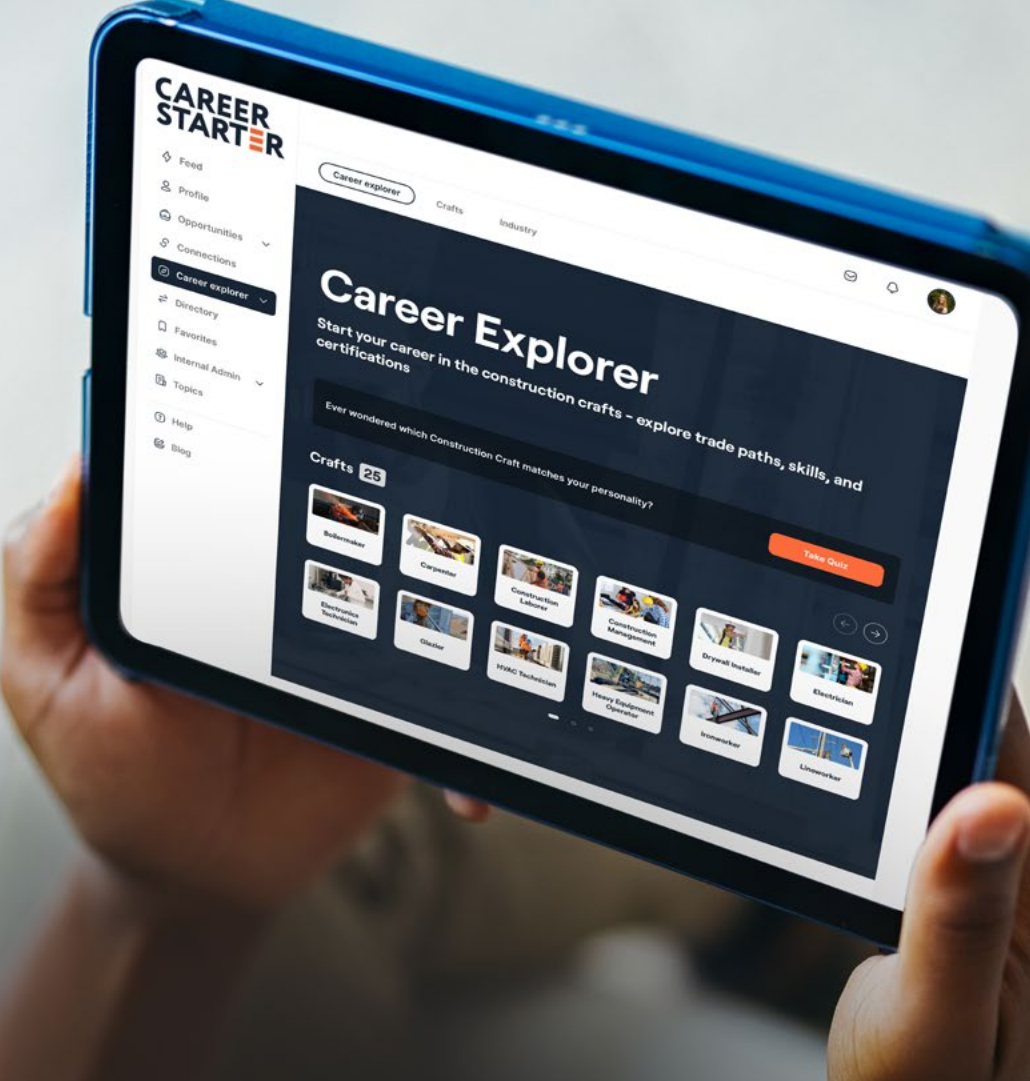 CAREER
STARTER
Feed
Profile
Opportunities
Connections
Career explorer
Directory
Favorites
Internal Admin
Topics
Help
Blog
Career explorer
Crafts
Industry
Career Explorer
Start your career in the construction crafts – explore trade paths, skills, and
certifications
Ever wondered which Construction Craft matches your personality?
Take Quiz
Crafts 25
Boilermaker
Carpenter
Construction
Laborer
Construction
Management
Drywall Installer
Electrician
Electronics
Technician
Glazier
HVAC Technician
Heavy Equipment
Operator
Ironworker
Lineworker